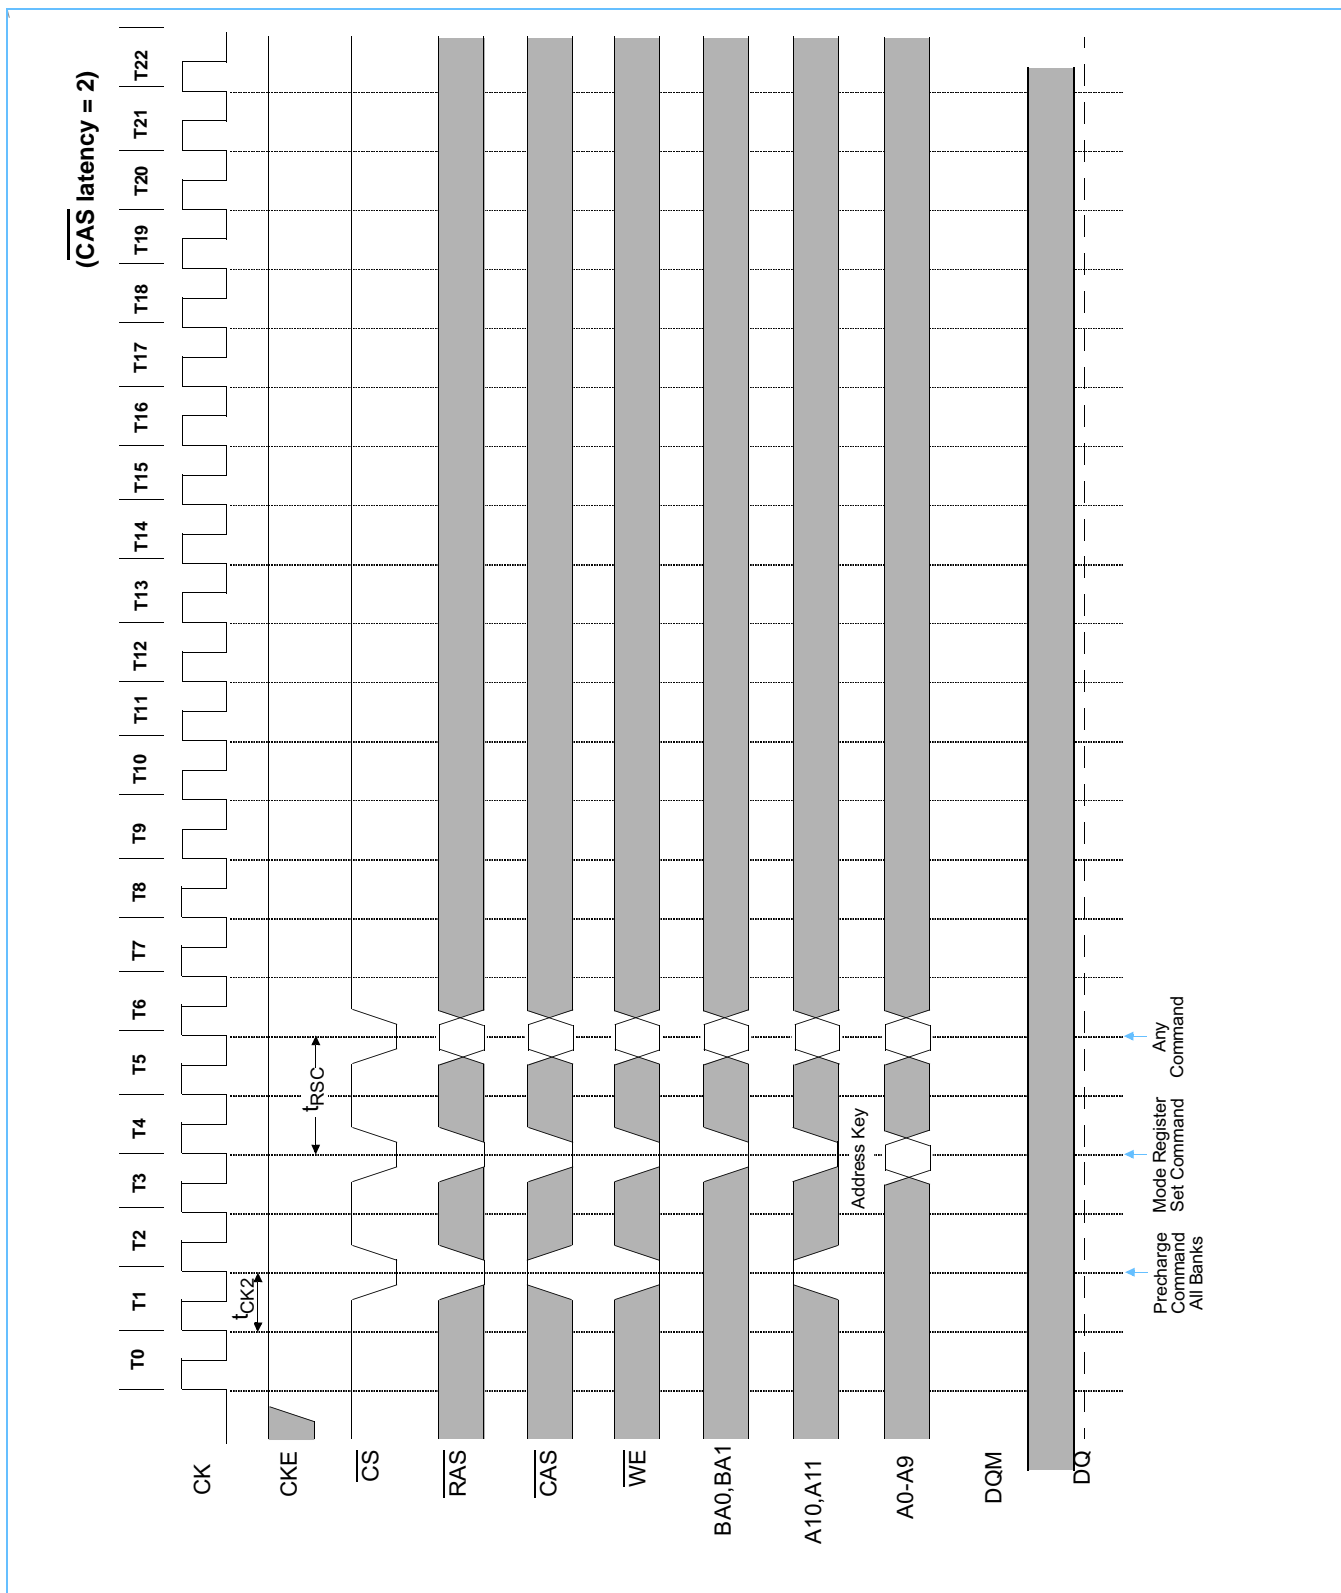 (CAS latency = 2)
T0 T1 T2 T3 T4 T5 T6 T7 T8 T9 T10 T11 T12 T13 T14 T15 T16 T17 T18 T19 T20 T21 T22
CK
tCK2
CKE
tRSC
CS
RAS
CAS
WE
BA0,BA1
A10,A11
Address Key
A0-A9
DQM
DQ
Precharge
Command
All Banks
Mode Register
Set Command
Any
Command